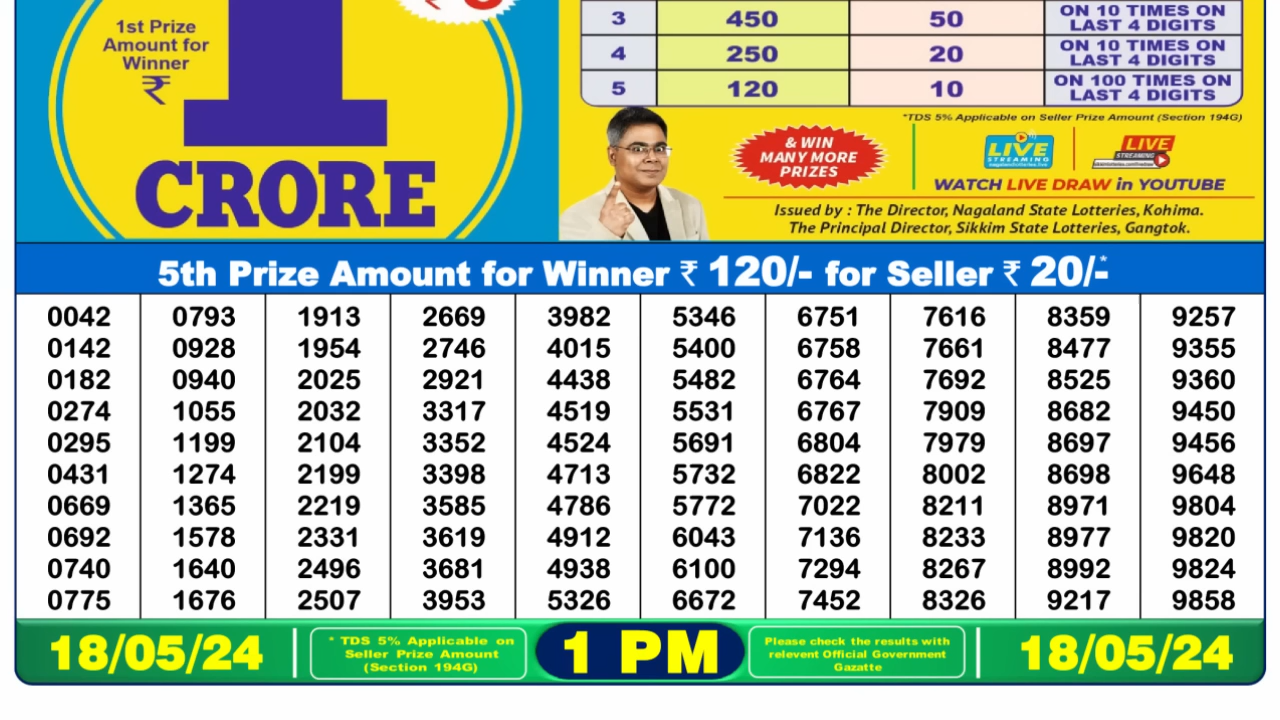 1st Prize
Amount for
Winner
₹
1
CRORE
3 450 50 ON 10 TIMES ON LAST 4 DIGITS
4 250 20 ON 10 TIMES ON LAST 4 DIGITS
5 120 10 ON 100 TIMES ON LAST 4 DIGITS
*TDS 5% Applicable on Seller Prize Amount (Section 194G)
& WIN
MANY MORE
PRIZES
LIVE
STREAMING
nagalandlotteries.live
LIVE
STREAMING
WATCH LIVE DRAW in YOUTUBE
Issued by : The Director, Nagaland State Lotteries, Kohima.
The Principal Director, Sikkim State Lotteries, Gangtok.
5th Prize Amount for Winner ₹ 120/- for Seller ₹ 20/-*
0042 0793 1913 2669 3982 5346 6751 7616 8359 9257
0142 0928 1954 2746 4015 5400 6758 7661 8477 9355
0182 0940 2025 2921 4438 5482 6764 7692 8525 9360
0274 1055 2032 3317 4519 5531 6767 7909 8682 9450
0295 1199 2104 3352 4524 5691 6804 7979 8697 9456
0431 1274 2199 3398 4713 5732 6822 8002 8698 9648
0669 1365 2219 3585 4786 5772 7022 8211 8971 9804
0692 1578 2331 3619 4912 6043 7136 8233 8977 9820
0740 1640 2496 3681 4938 6100 7294 8267 8992 9824
0775 1676 2507 3953 5326 6672 7452 8326 9217 9858
18/05/24
* TDS 5% Applicable on
Seller Prize Amount
(Section 194G)
1 PM
Please check the results with
relevent Official Government
Gazatte
18/05/24